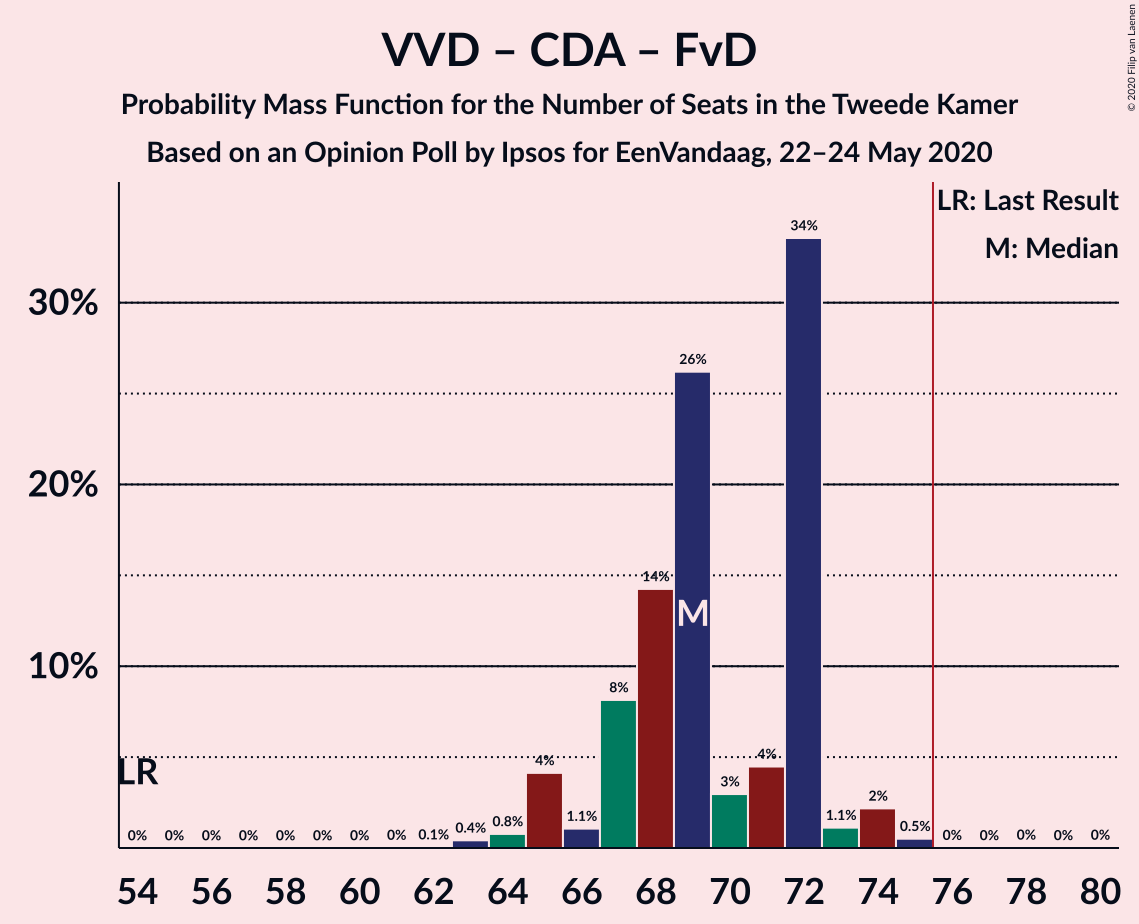 VVD – CDA – FvD
Probability Mass Function for the Number of Seats in the Tweede Kamer
Based on an Opinion Poll by Ipsos for EenVandaag, 22–24 May 2020
© 2020 Filip van Laenen
LR: Last Result
M: Median
34%
30%
26%
20%
14%
M
10%
8%
LR
4%
4%
3%
2%
0% 0% 0% 0% 0% 0% 0% 0% 0.1% 0.4% 0.8% 1.1% 1.1% 0.5% 0% 0% 0% 0% 0%
54 56 58 60 62 64 66 68 70 72 74 76 78 80